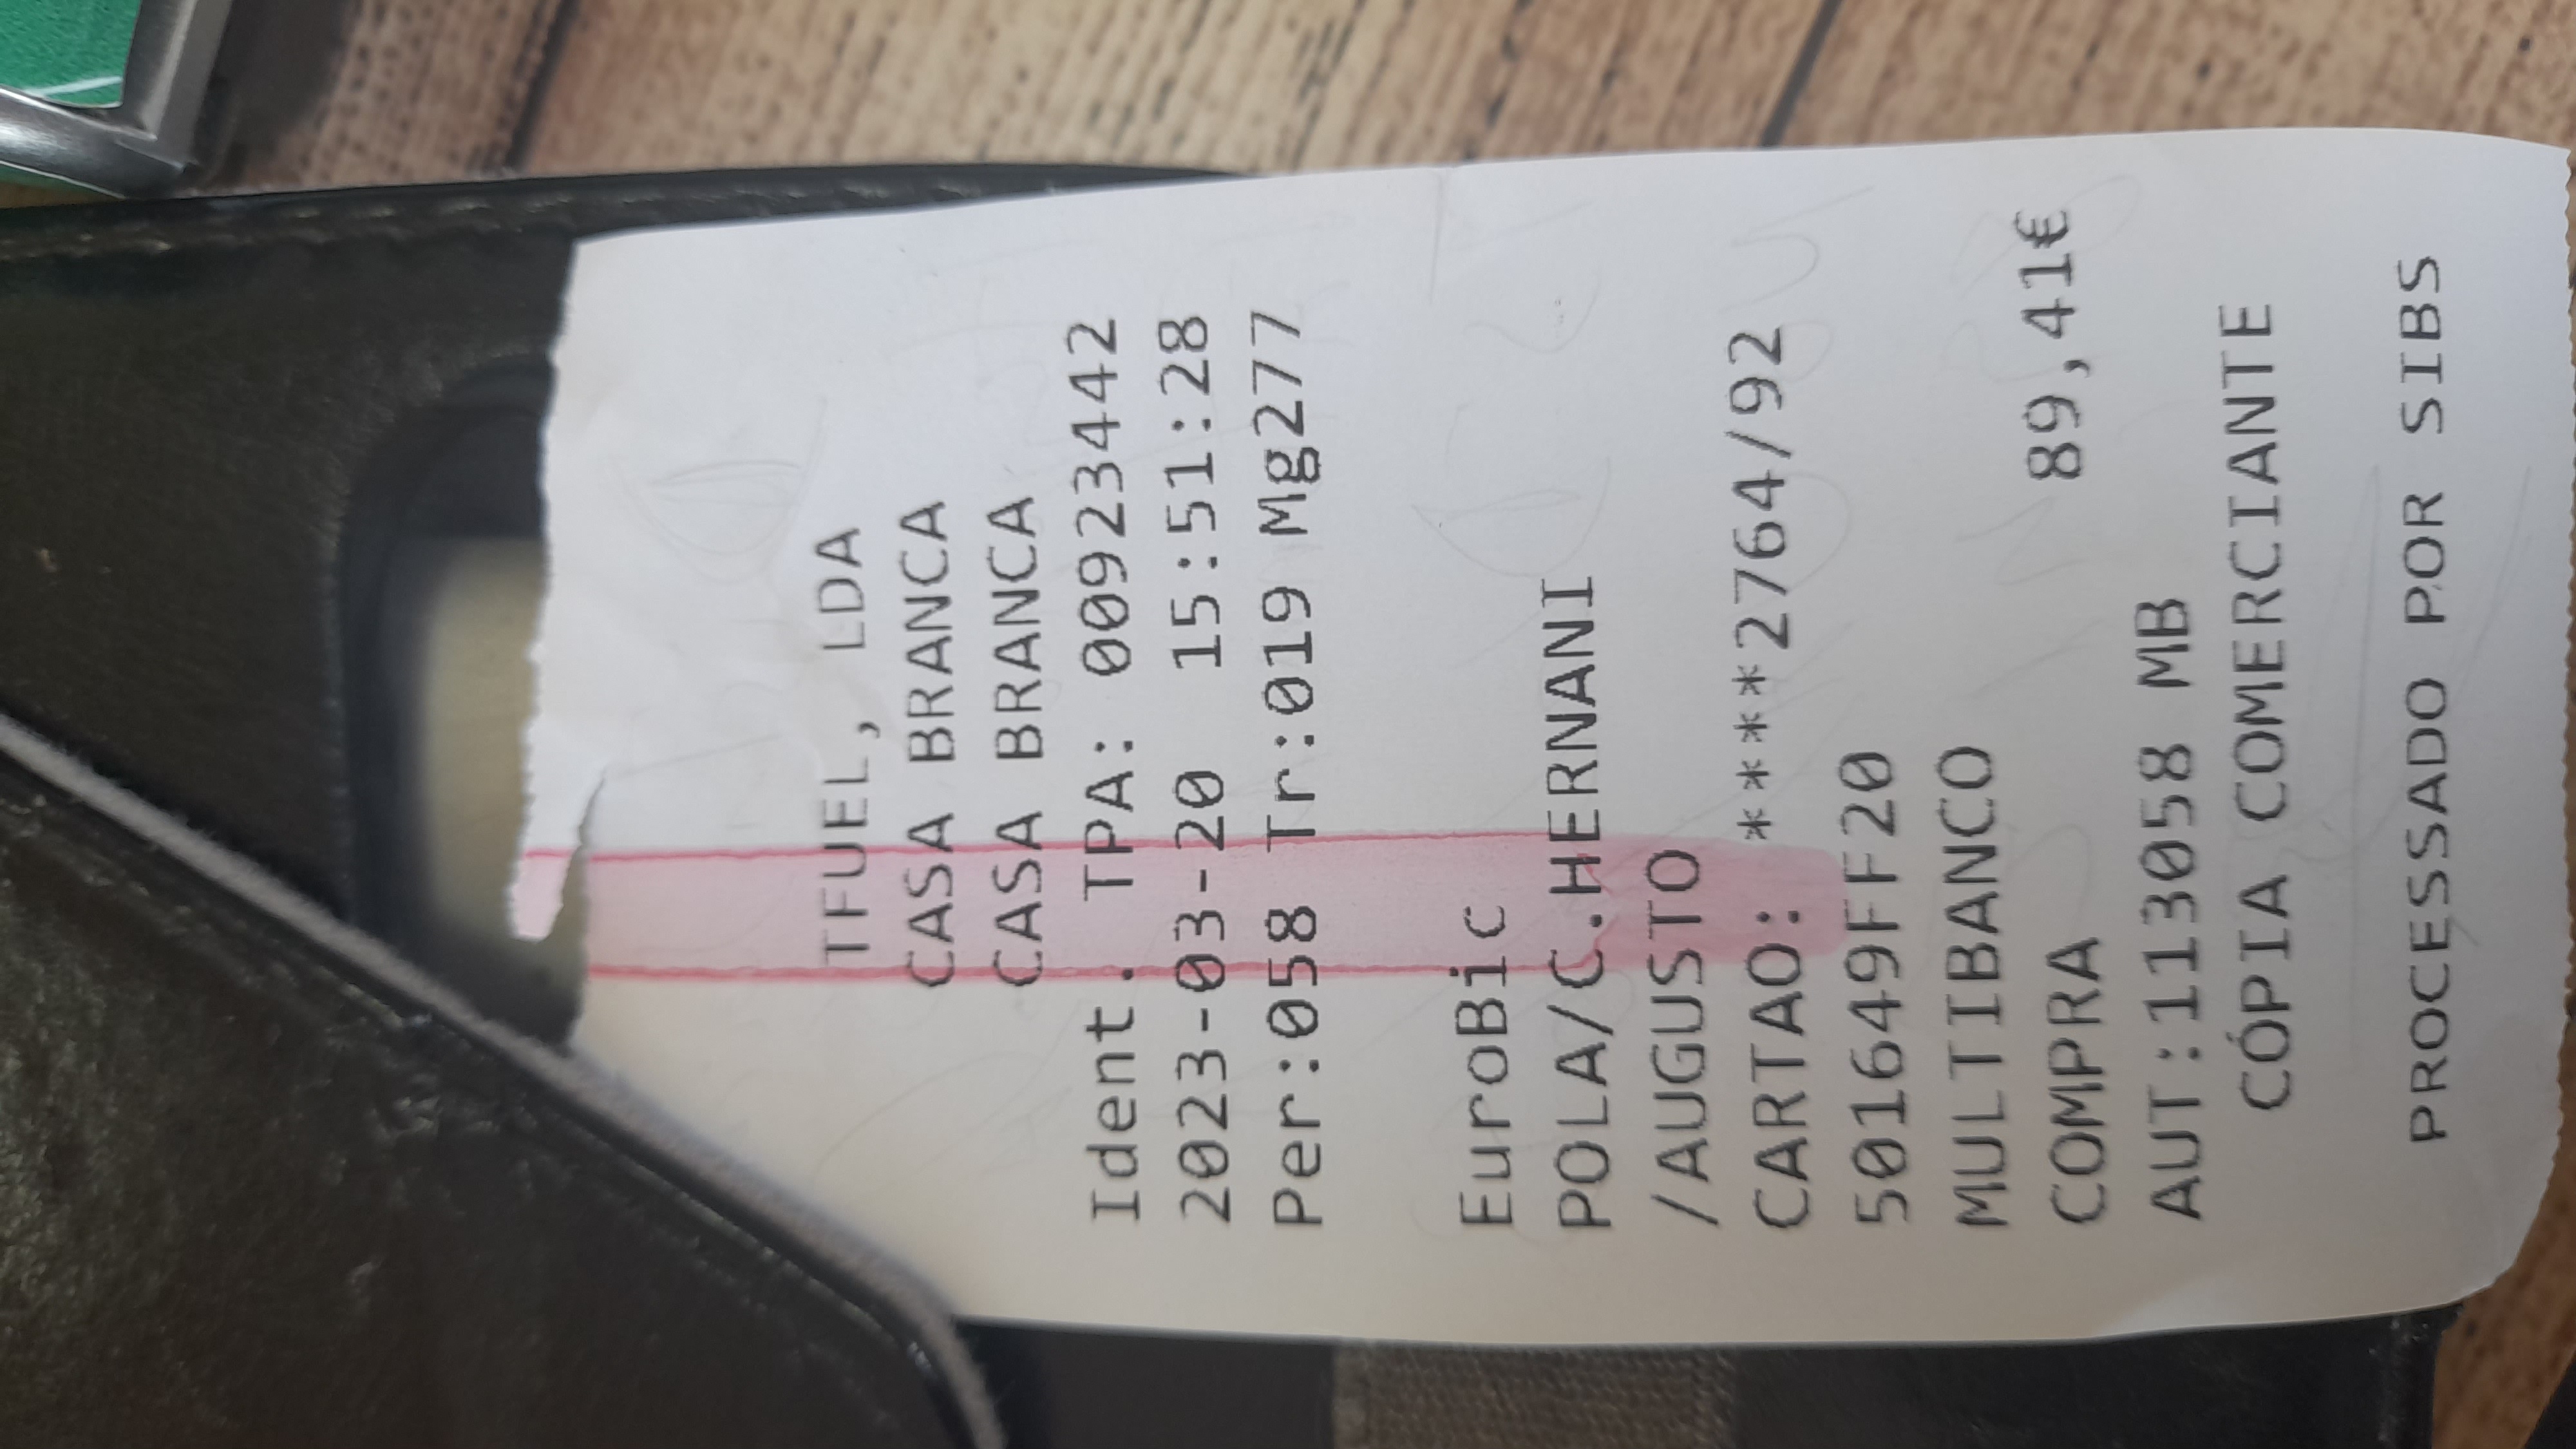 TFUEL, LDA
CASA BRANCA
CASA BRANCA
Ident. TPA: 00923442
2023-03-20 15:51:28
Per:058 Tr:019 Mg277
EuroBic
POLA/C.HERNANI
/AUGUSTO
CARTAO: ****2764/92
501649FF20
MULTIBANCO
COMPRA 89,41€
AUT:113058 MB
CÓPIA COMERCIANTE
PROCESSADO POR SIBS